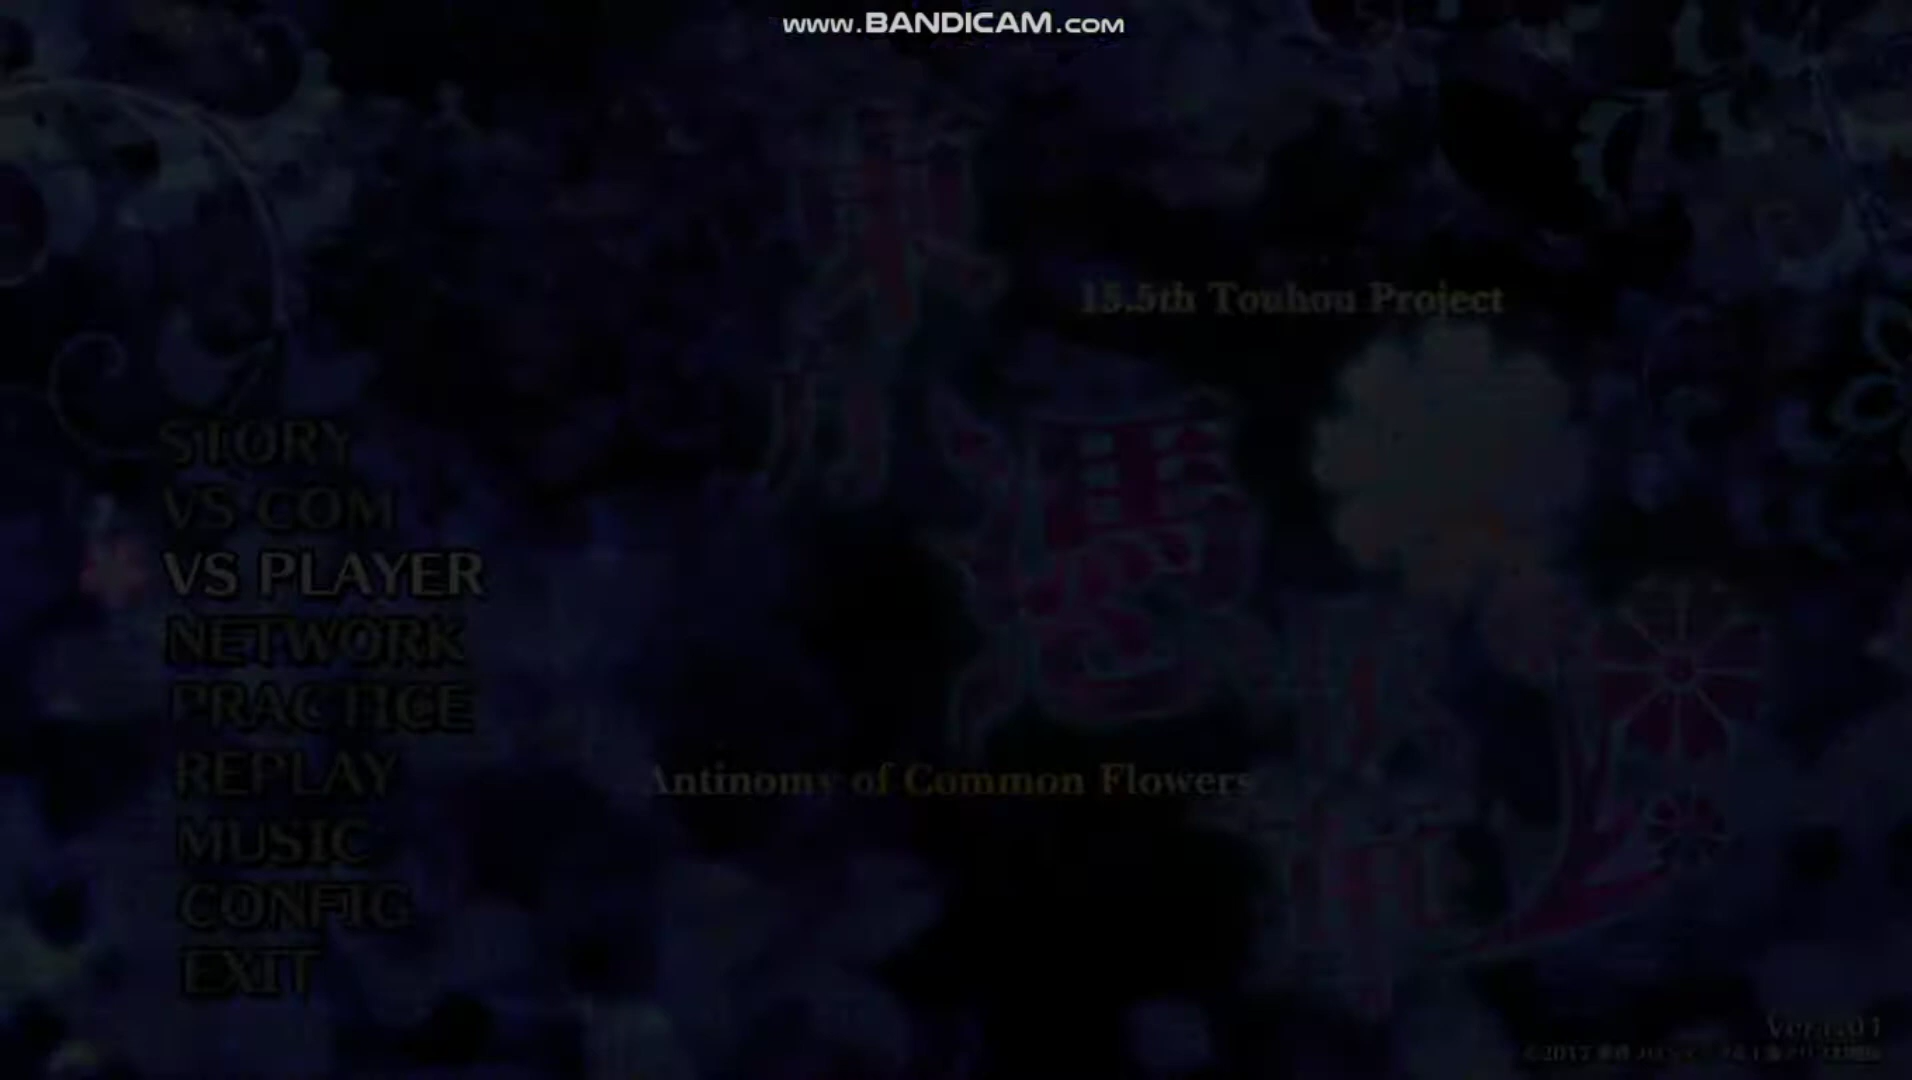 www.BANDICAM.com
15.5th Touhou Project
STORY
VS COM
VS PLAYER
NETWORK
PRACTICE
REPLAY
MUSIC
CONFIG
EXIT
Antinomy of Common Flowers